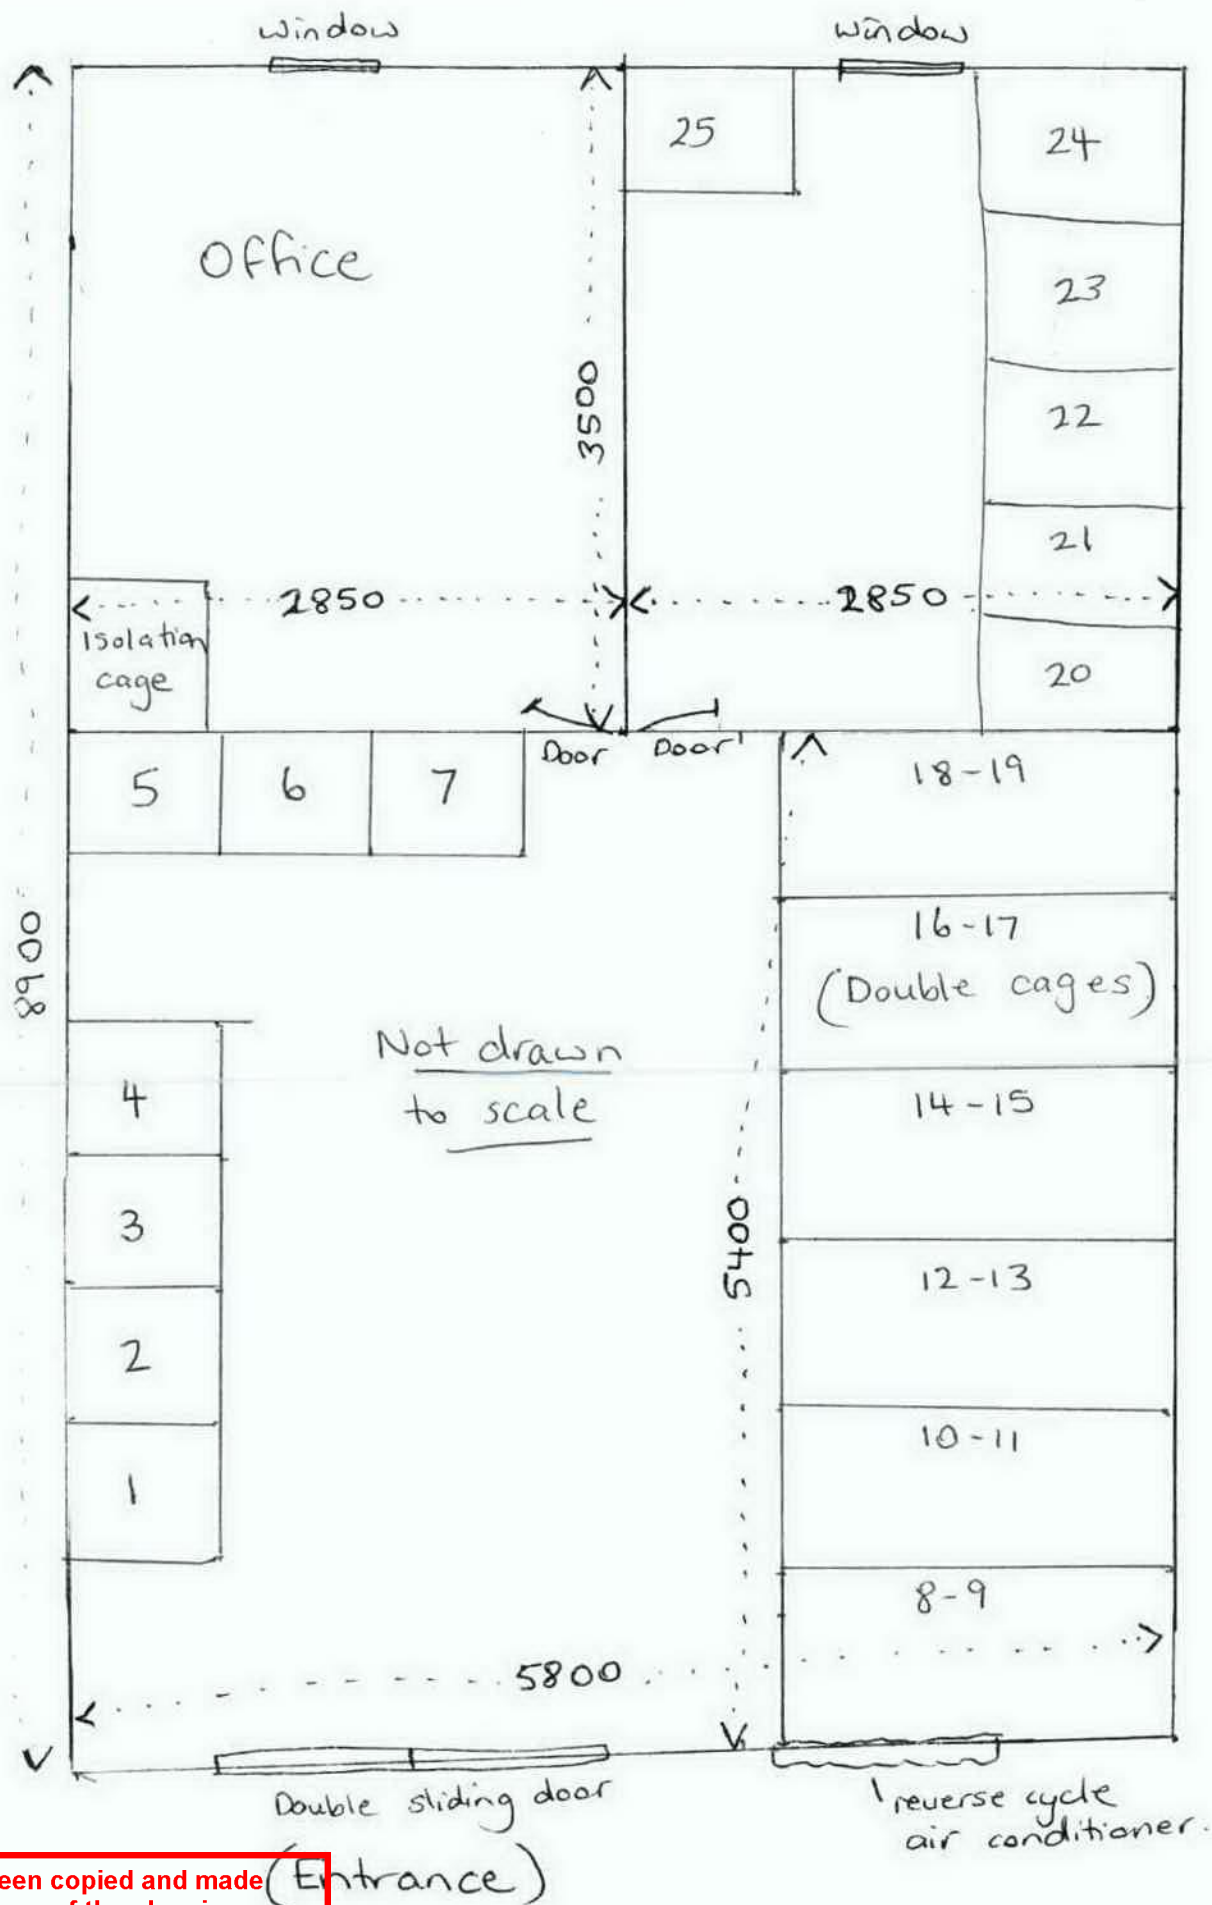 window
window
25
24
Office
23
3500
22
21
2850
2850
Isolation
cage
20
Door
Door
5
6
7
18-19
8900
16-17
(Double cages)
Not drawn
to scale
4
14-15
3
5400
12-13
2
10-11
1
8-9
5800
Double sliding door
(Entrance)
reverse cycle
air conditioner.
een copied and made